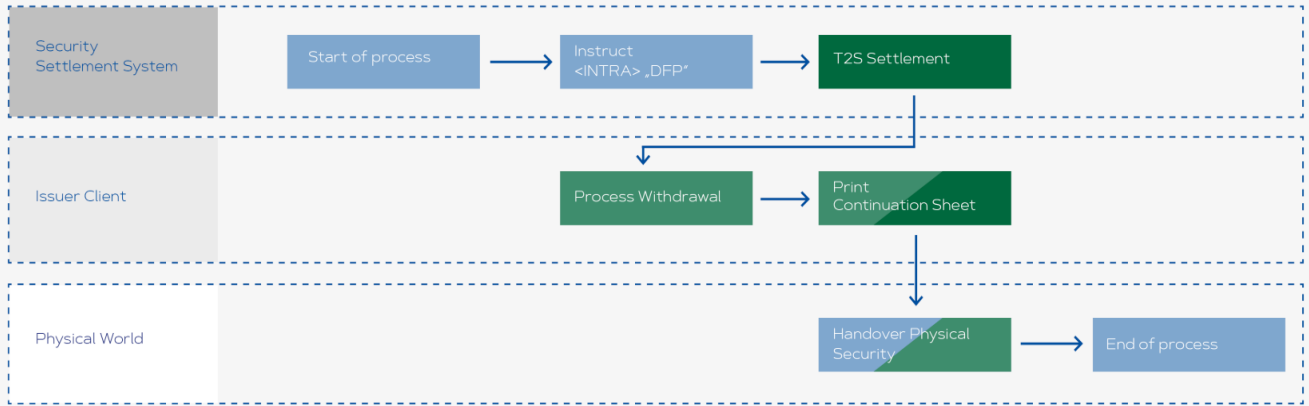 Security
Settlement System
Start of process
Instruct
<INTRA> „DFP"
T2S Settlement
Issuer Client
Process Withdrawal
Print
Continuation Sheet
Physical World
Handover Physical
Security
End of process